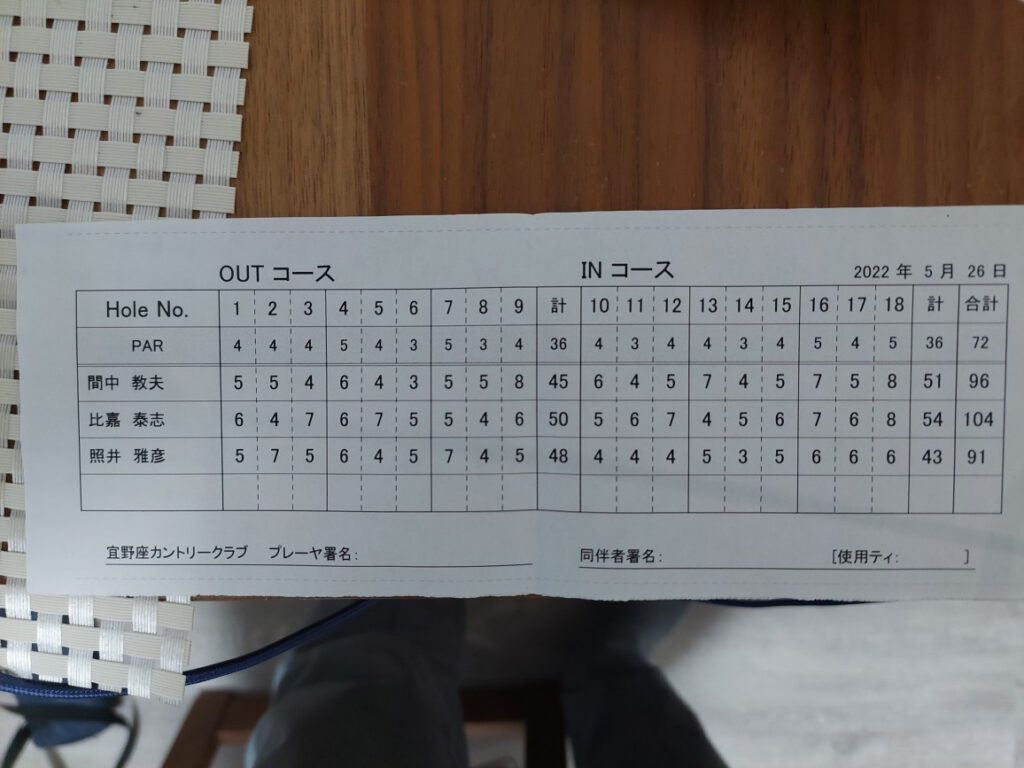 OUT コース IN コース 2022 年 5 月 26 日
Hole No. 1 2 3 4 5 6 7 8 9 計 10 11 12 13 14 15 16 17 18 計 合計
PAR 4 4 4 5 4 3 5 3 4 36 4 3 4 4 3 4 5 4 5 36 72
間中 教夫 5 5 4 6 4 3 5 5 8 45 6 4 5 7 4 5 7 5 8 51 96
比嘉 泰志 6 4 7 6 7 5 5 4 6 50 5 6 7 4 5 6 7 6 8 54 104
照井 雅彦 5 7 5 6 4 5 7 4 5 48 4 4 4 5 3 5 6 6 6 43 91
宜野座カントリークラブ プレーヤ署名: 同伴者署名: [使用ティ: ]